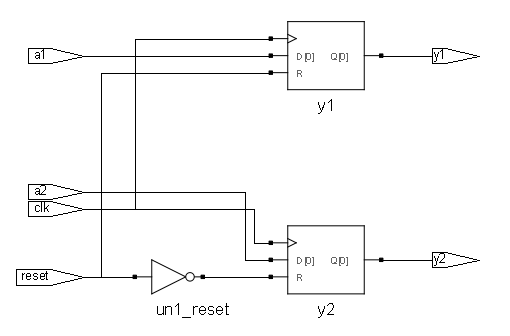 a1
D[0] Q[0]
R
y1
y1
a2
clk
D[0] Q[0]
R
y2
y2
reset
un1_reset